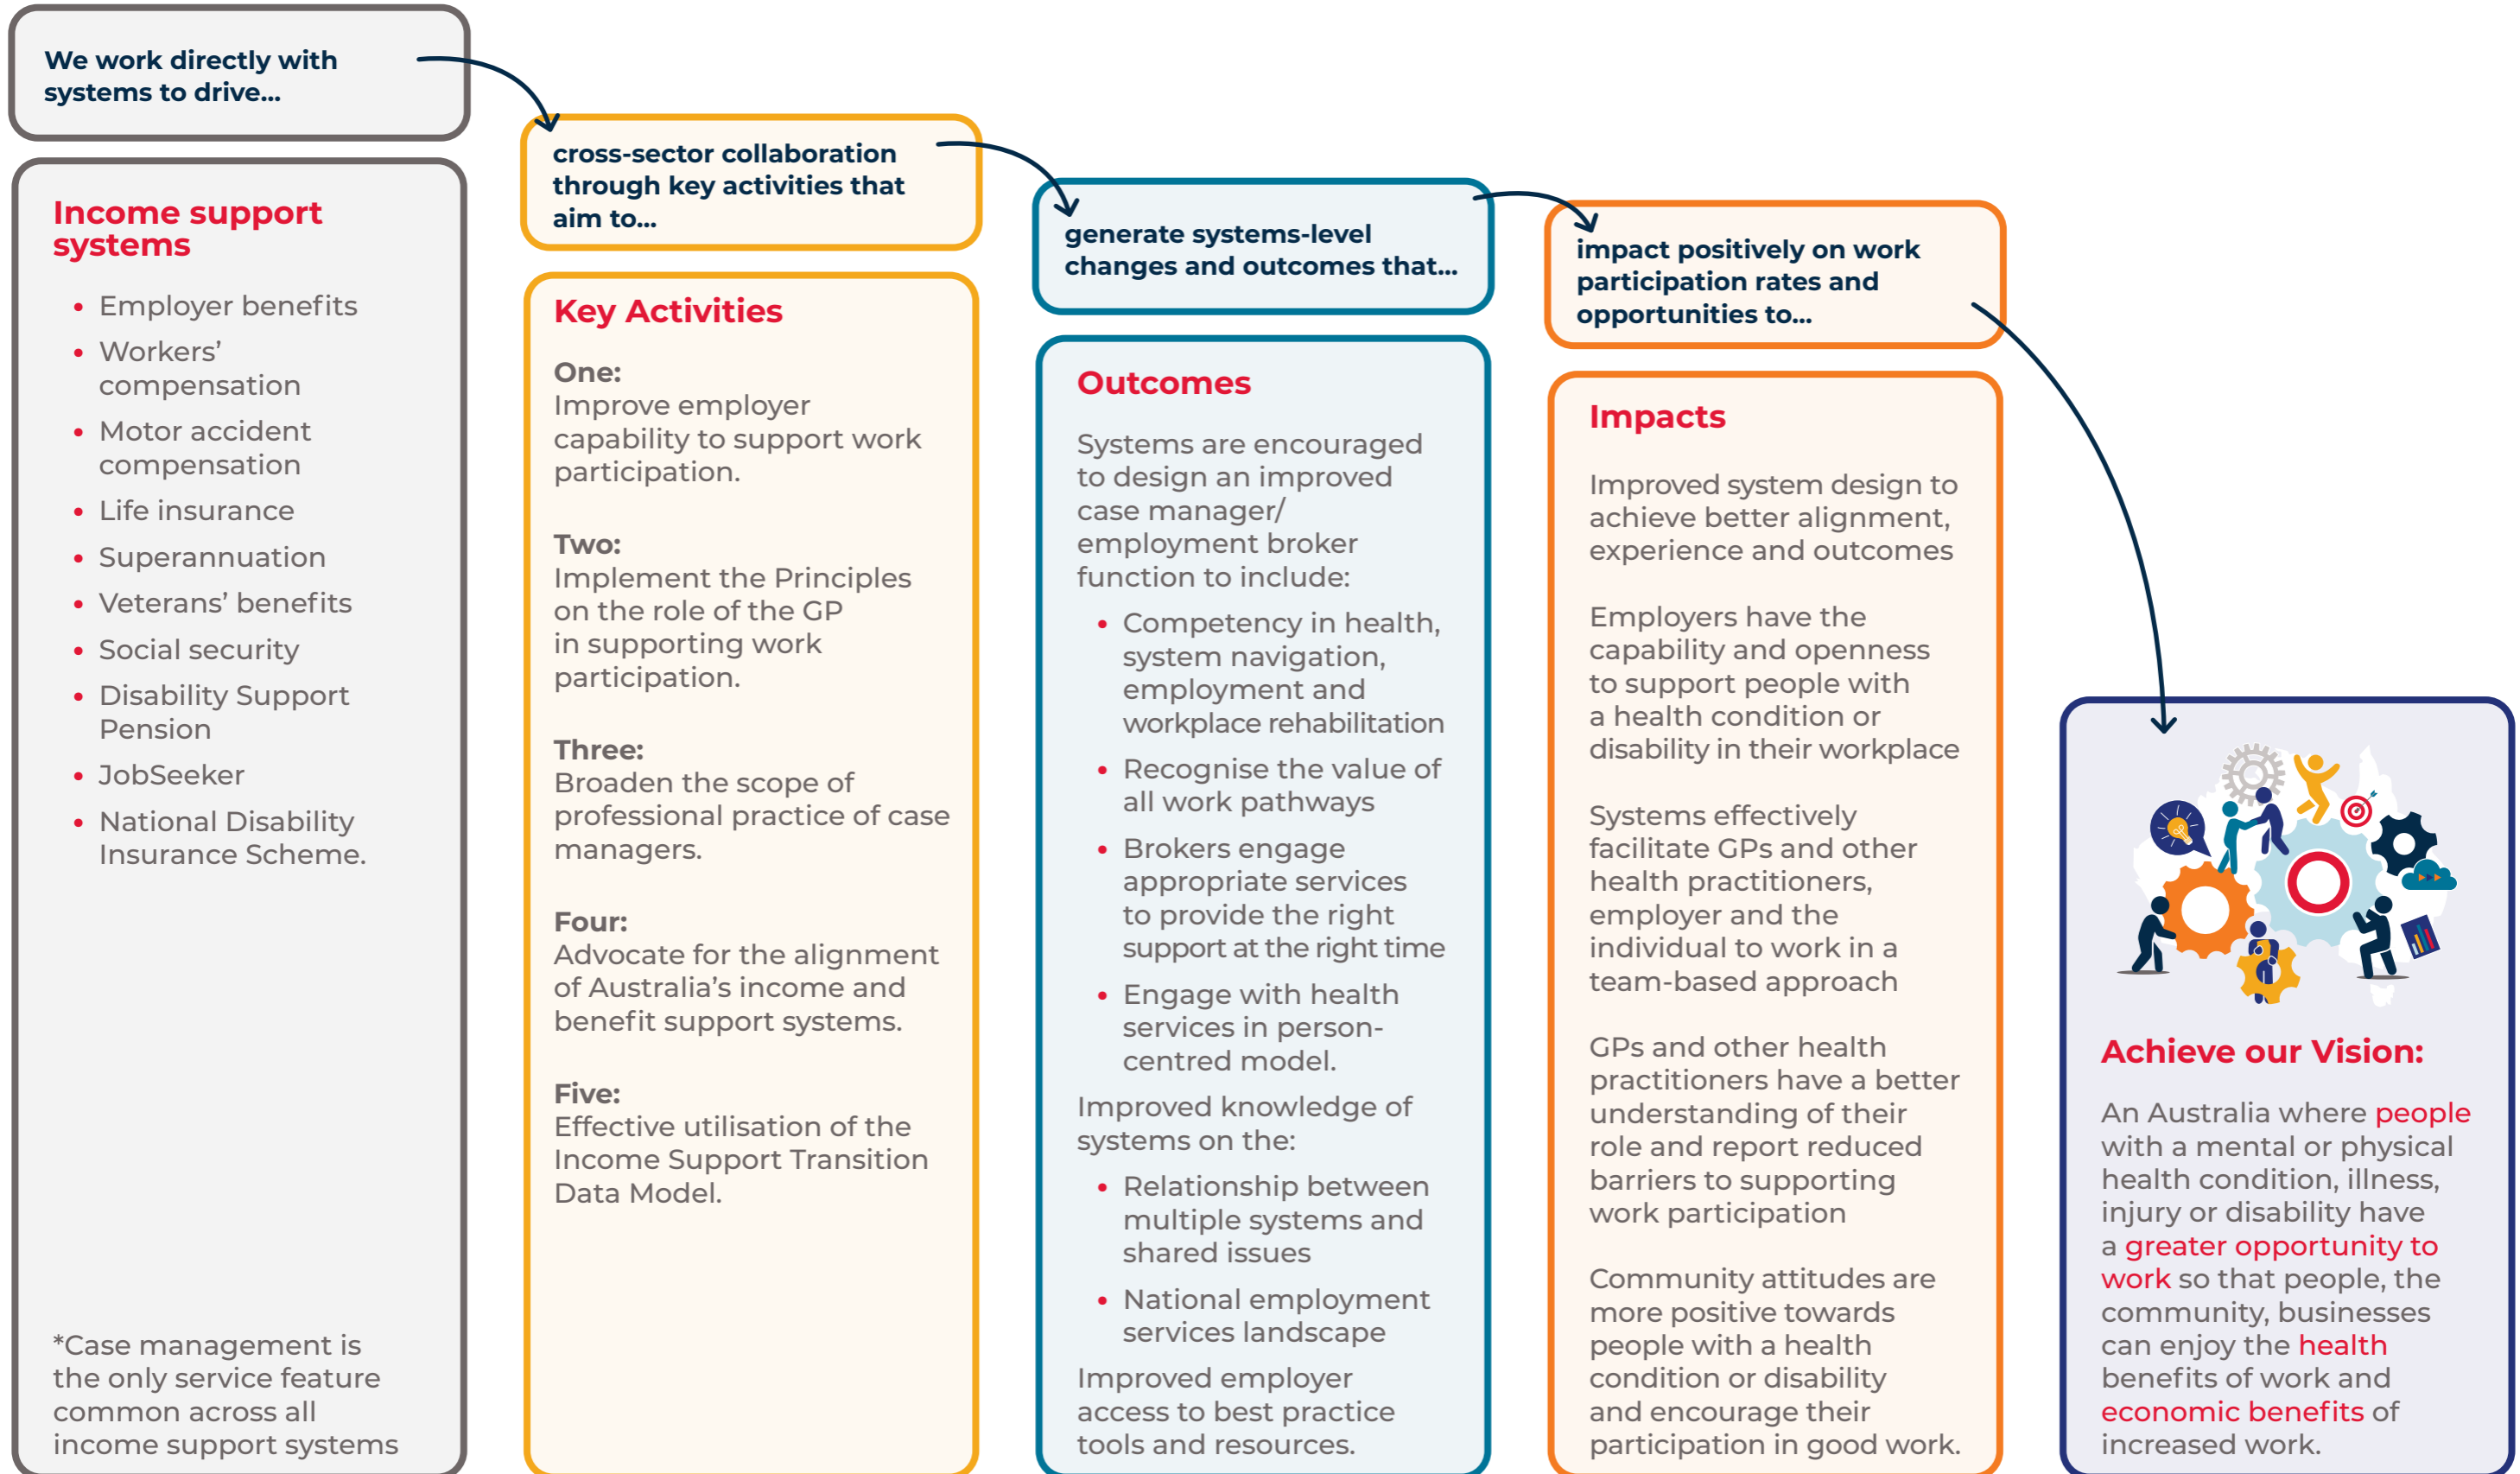 We work directly with
systems to drive...
Income support
systems
• Employer benefits
• Workers’
compensation
• Motor accident
compensation
• Life insurance
• Superannuation
• Veterans’ benefits
• Social security
• Disability Support
Pension
• JobSeeker
• National Disability
Insurance Scheme.
*Case management is
the only service feature
common across all
income support systems
cross-sector collaboration
through key activities that
aim to...
Key Activities
One:
Improve employer
capability to support work
participation.
Two:
Implement the Principles
on the role of the GP
in supporting work
participation.
Three:
Broaden the scope of
professional practice of case
managers.
Four:
Advocate for the alignment
of Australia’s income and
benefit support systems.
Five:
Effective utilisation of the
Income Support Transition
Data Model.
generate systems-level
changes and outcomes that...
Outcomes
Systems are encouraged
to design an improved
case manager/
employment broker
function to include:
• Competency in health,
system navigation,
employment and
workplace rehabilitation
• Recognise the value of
all work pathways
• Brokers engage
appropriate services
to provide the right
support at the right time
• Engage with health
services in person-
centred model.
Improved knowledge of
systems on the:
• Relationship between
multiple systems and
shared issues
• National employment
services landscape
Improved employer
access to best practice
tools and resources.
impact positively on work
participation rates and
opportunities to...
Impacts
Improved system design to
achieve better alignment,
experience and outcomes
Employers have the
capability and openness
to support people with
a health condition or
disability in their workplace
Systems effectively
facilitate GPs and other
health practitioners,
employer and the
individual to work in a
team-based approach
GPs and other health
practitioners have a better
understanding of their
role and report reduced
barriers to supporting
work participation
Community attitudes are
more positive towards
people with a health
condition or disability
and encourage their
participation in good work.
Achieve our Vision:
An Australia where people
with a mental or physical
health condition, illness,
injury or disability have
a greater opportunity to
work so that people, the
community, businesses
can enjoy the health
benefits of work and
economic benefits of
increased work.